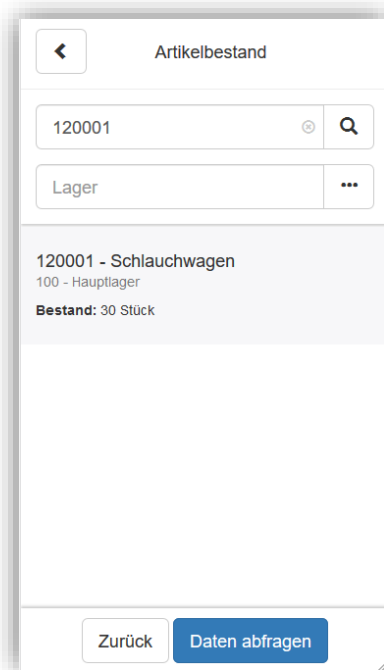 Artikelbestand
120001
Lager
120001 - Schlauchwagen
100 - Hauptlager
Bestand: 30 Stück
Zurück
Daten abfragen